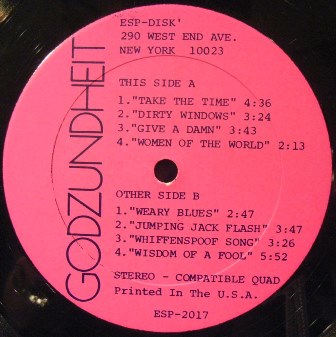 ESP-DISK'
290 WEST END AVE.
NEW YORK 10023
GODZUNDHEIT
THIS SIDE A
1. "TAKE THE TIME" 4:36
2. "DIRTY WINDOWS" 3:24
3. "GIVE A DAMN" 3:43
4. "WOMEN OF THE WORLD" 2:13
OTHER SIDE B
1. "WEARY BLUES" 2:47
2. "JUMPING JACK FLASH" 3:47
3. "WHIFFENSPOOF SONG" 3:26
4. "WISDOM OF A FOOL" 5:52
STEREO - COMPATIBLE QUAD
Printed In The U.S.A.
ESP-2017